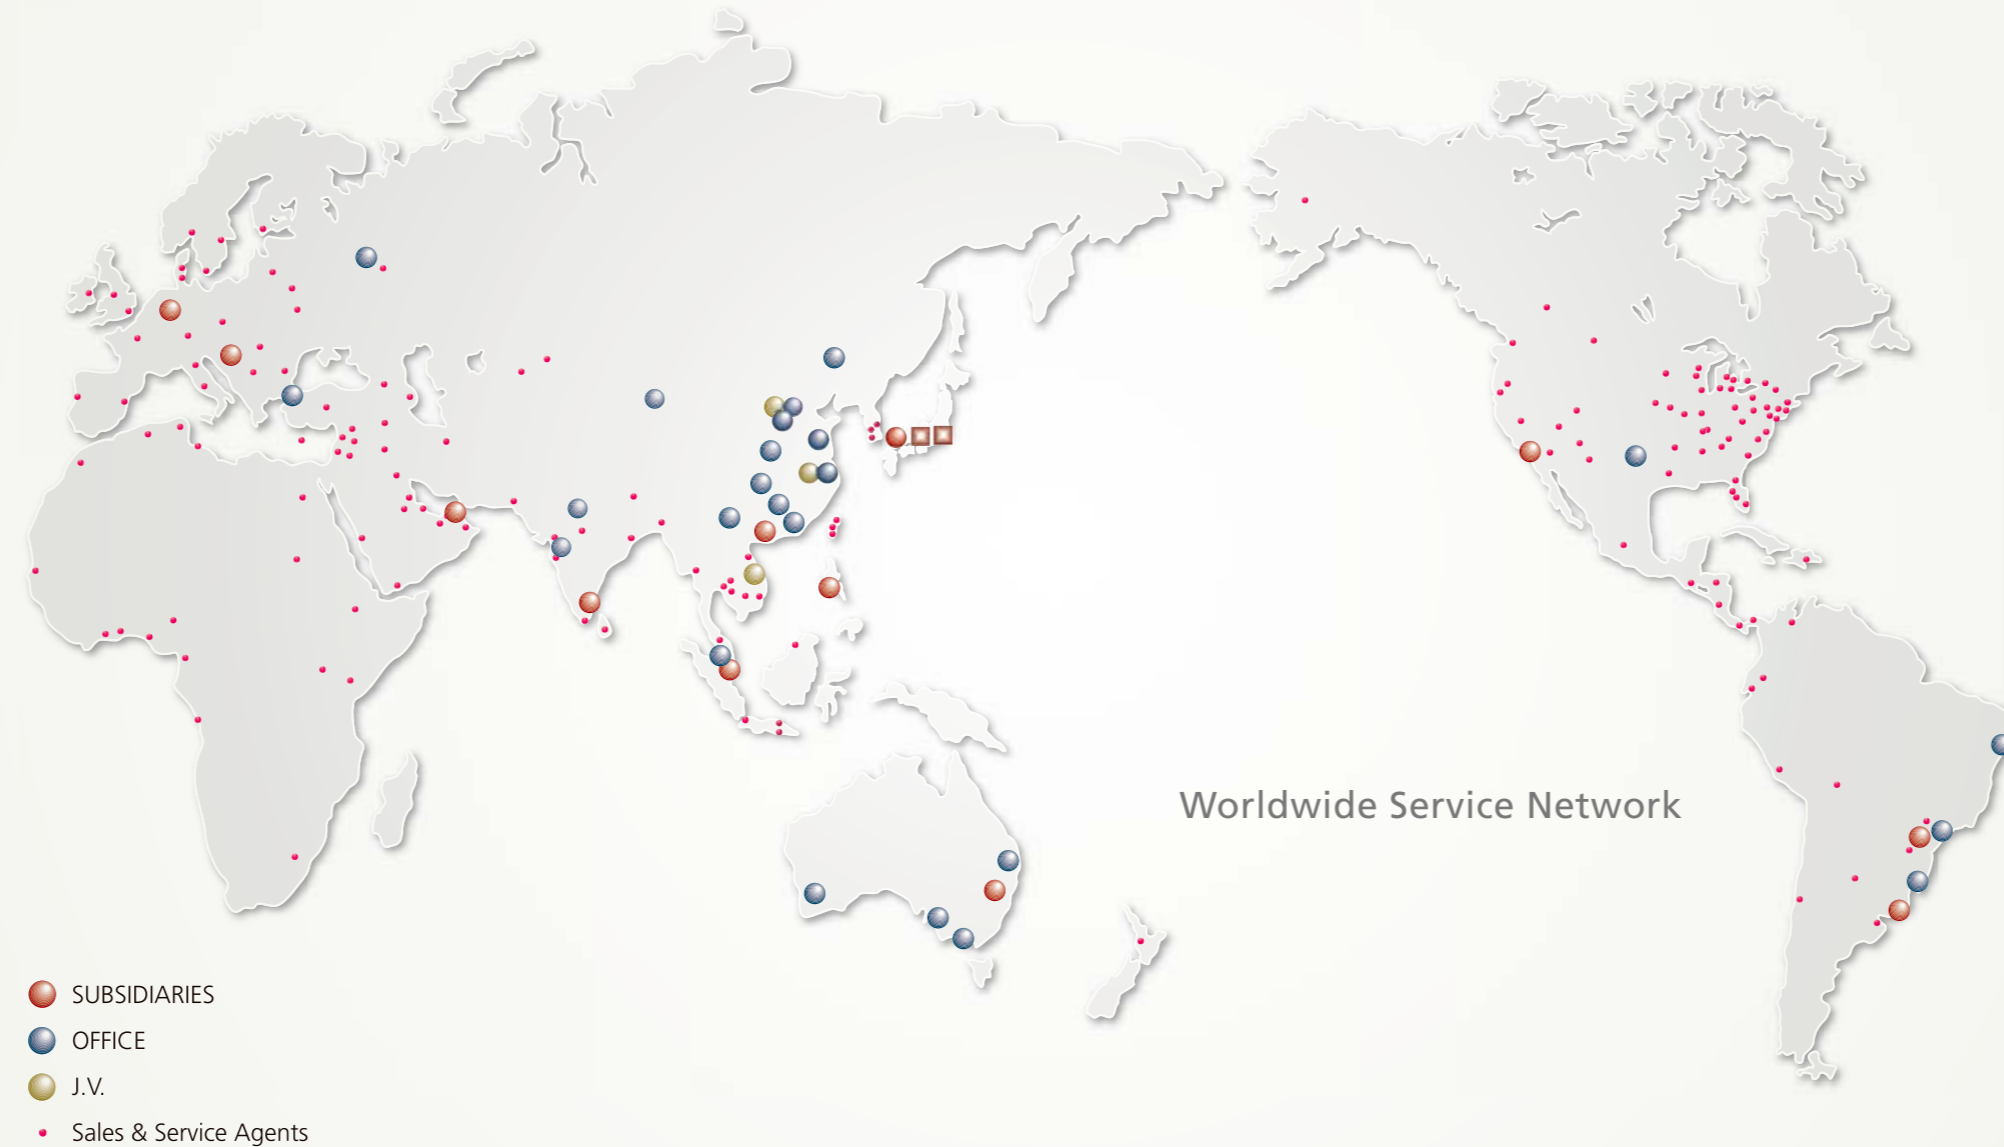 Worldwide Service Network
SUBSIDIARIES
OFFICE
J.V.
Sales & Service Agents